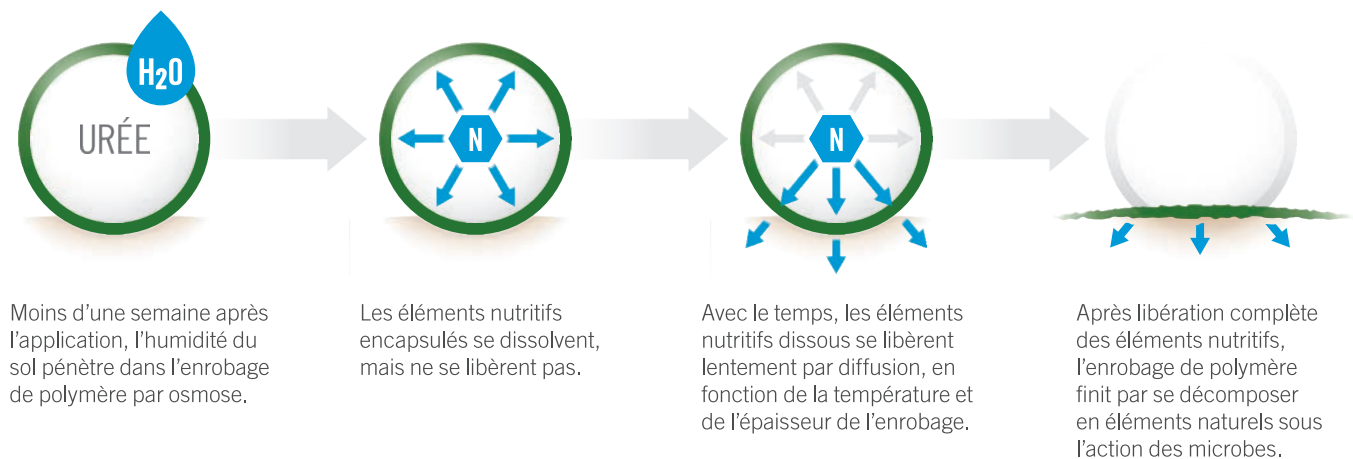 H2O
URÉE
N
N
Moins d'une semaine après
l'application, l'humidité du
sol pénètre dans l'enrobage
de polymère par osmose.
Les éléments nutritifs
encapsulés se dissolvent,
mais ne se libèrent pas.
Avec le temps, les éléments
nutritifs dissous se libèrent
lentement par diffusion, en
fonction de la température et
de l'épaisseur de l'enrobage.
Après libération complète
des éléments nutritifs,
l'enrobage de polymère
finit par se décomposer
en éléments naturels sous
l'action des microbes.